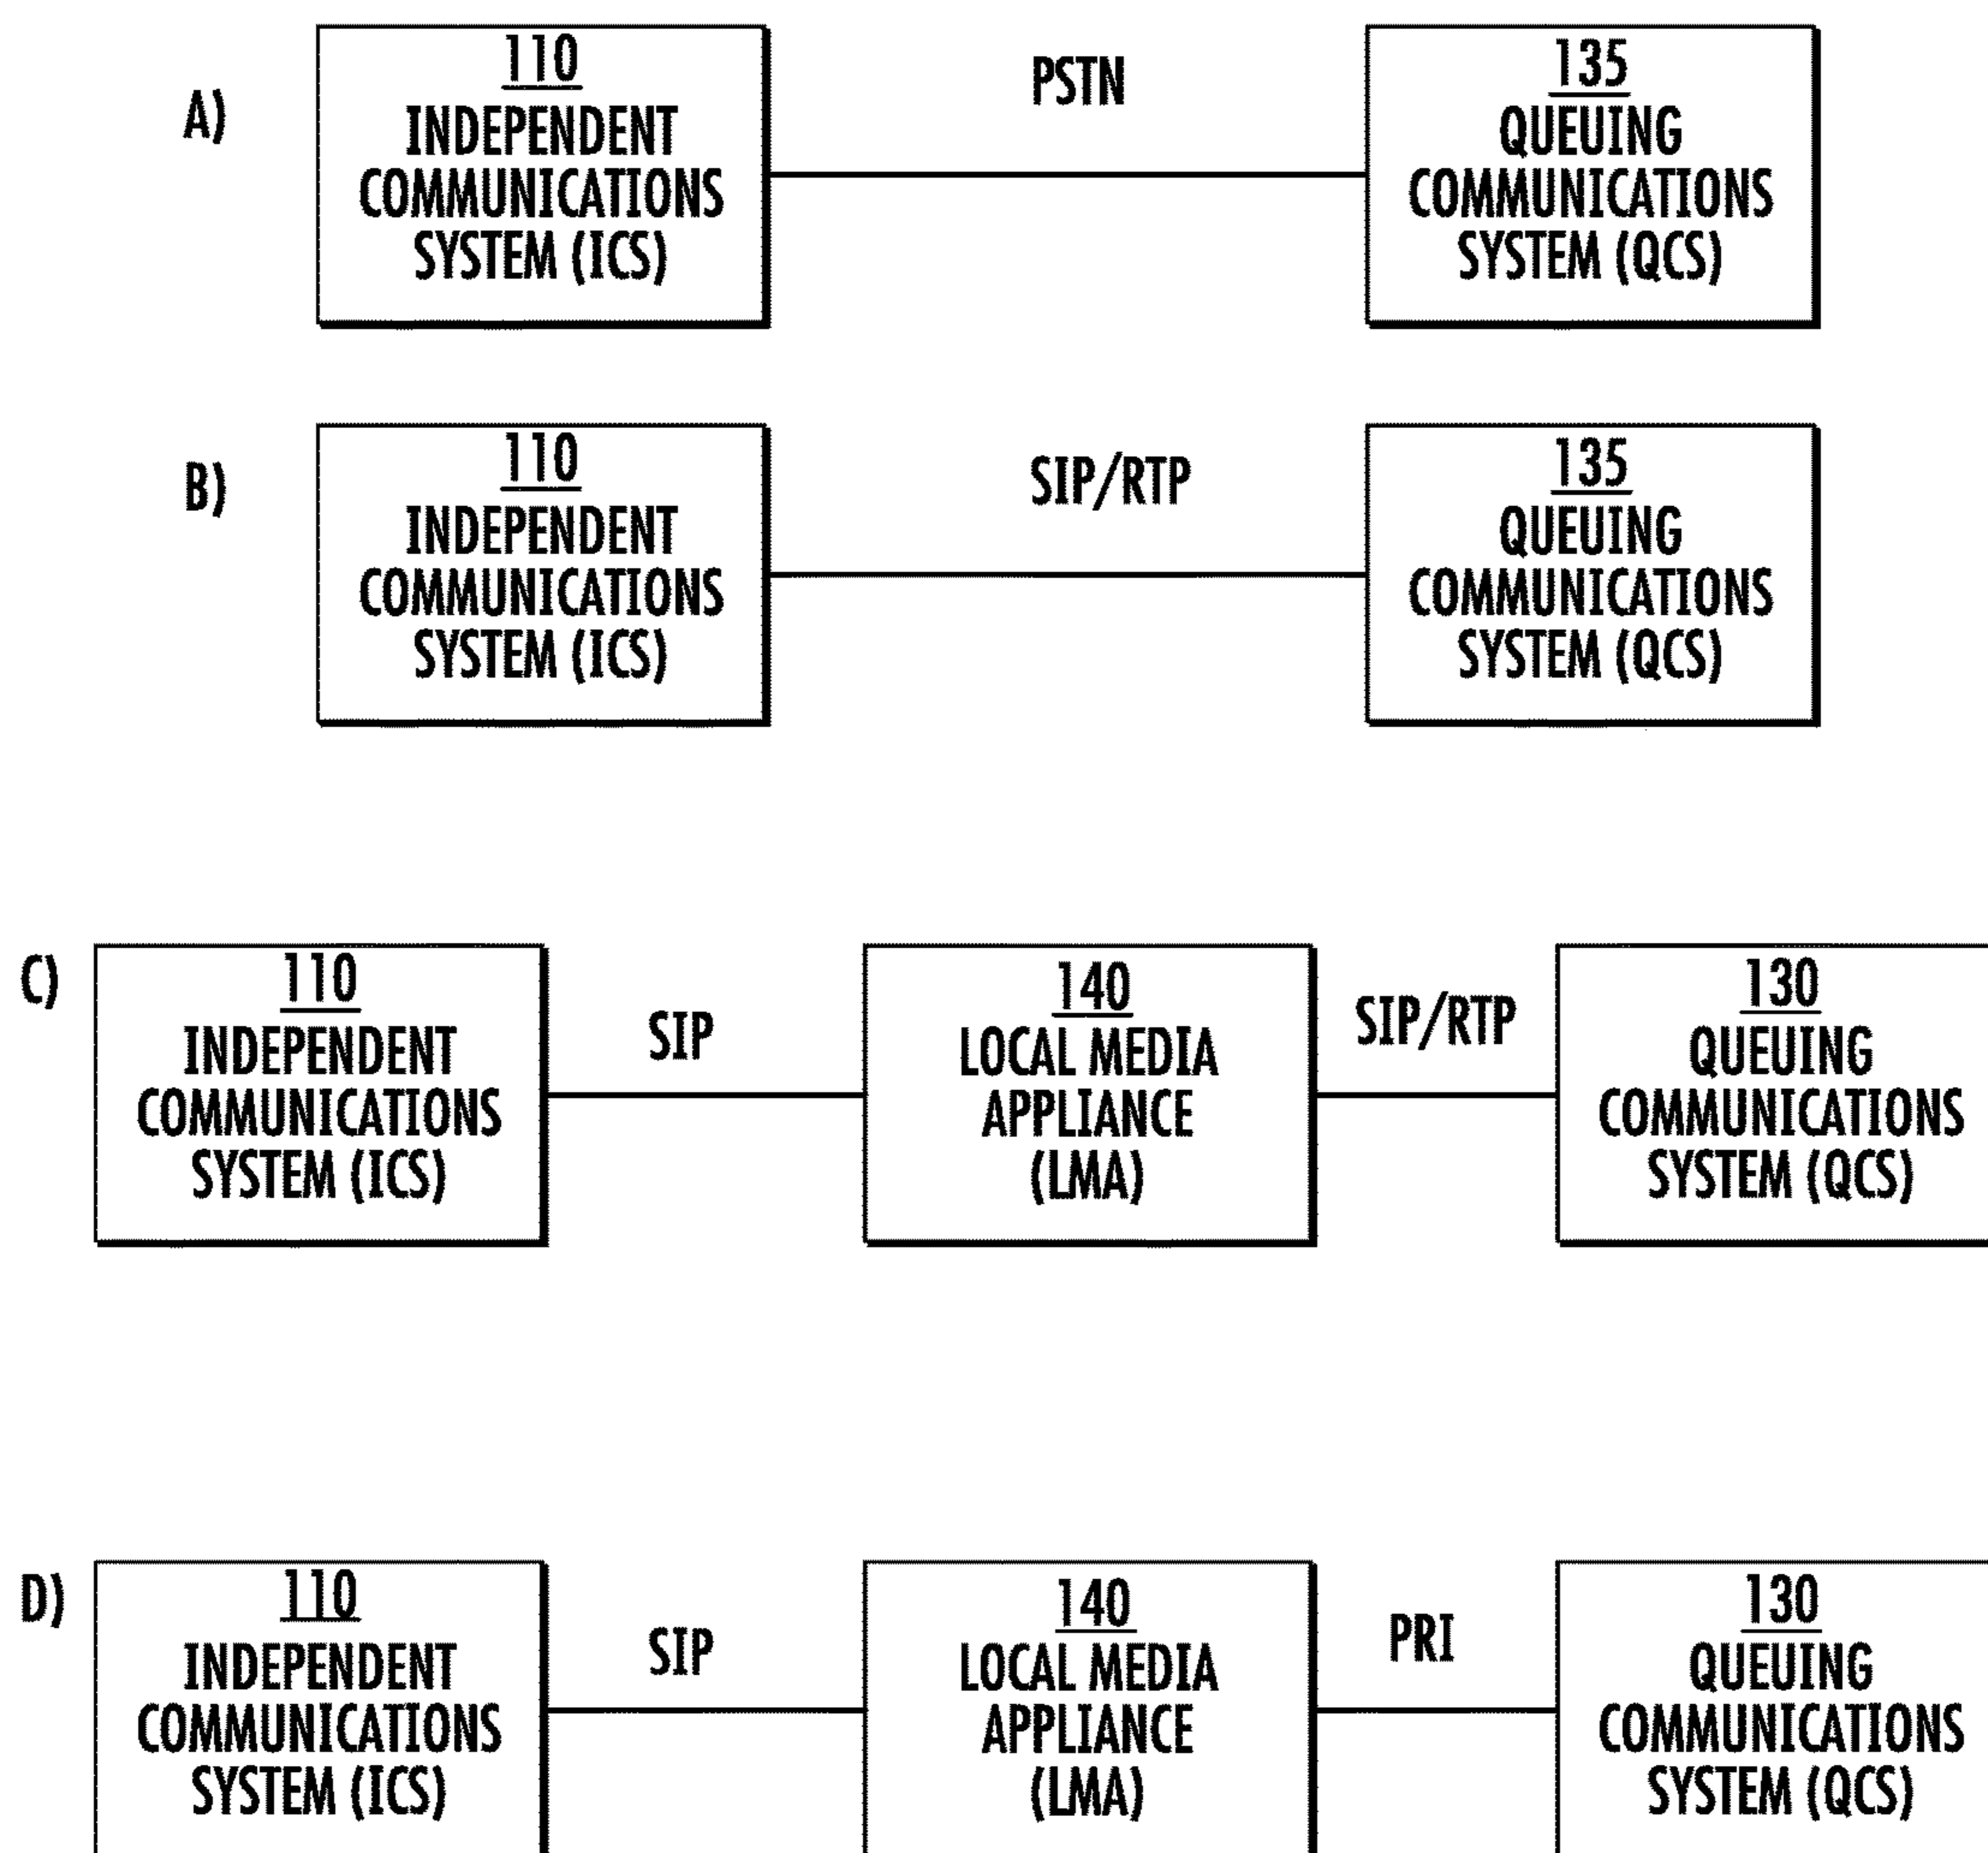 A)
110
INDEPENDENT
COMMUNICATIONS
SYSTEM (ICS)
PSTN
135
QUEUING
COMMUNICATIONS
SYSTEM (QCS)
B)
110
INDEPENDENT
COMMUNICATIONS
SYSTEM (ICS)
SIP/RTP
135
QUEUING
COMMUNICATIONS
SYSTEM (QCS)
C)
110
INDEPENDENT
COMMUNICATIONS
SYSTEM (ICS)
SIP
140
LOCAL MEDIA
APPLIANCE
(LMA)
SIP/RTP
130
QUEUING
COMMUNICATIONS
SYSTEM (QCS)
D)
110
INDEPENDENT
COMMUNICATIONS
SYSTEM (ICS)
SIP
140
LOCAL MEDIA
APPLIANCE
(LMA)
PRI
130
QUEUING
COMMUNICATIONS
SYSTEM (QCS)